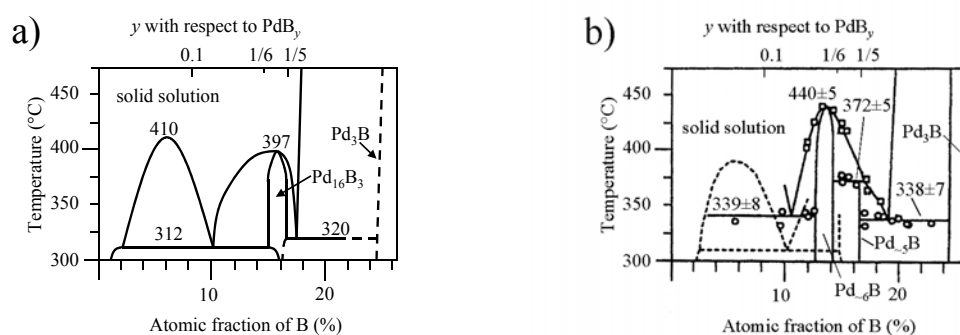 a)
y with respect to PdBy
0.1 1/6 1/5
450
400
350
300
Temperature (°C)
solid solution
410
397
Pd3B
Pd16B3
312
320
10 20
Atomic fraction of B (%)
b)
y with respect to PdBy
0.1 1/6 1/5
450
400
350
300
Temperature (°C)
440±5
372±5
solid solution
Pd3B
339±8
338±7
Pd~5B
Pd~6B
10 20
Atomic fraction of B (%)